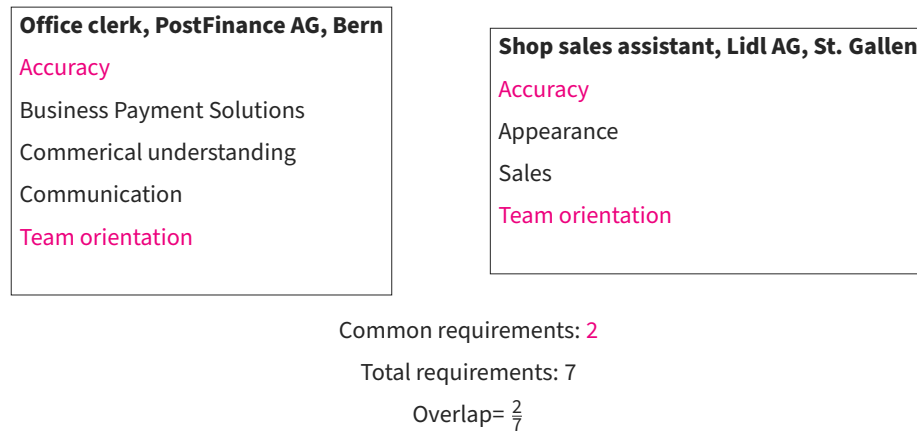 Office clerk, PostFinance AG, Bern
Accuracy
Business Payment Solutions
Commerical understanding
Communication
Team orientation
Shop sales assistant, Lidl AG, St. Gallen
Accuracy
Appearance
Sales
Team orientation
Common requirements: 2
Total requirements: 7
Overlap= 2/7